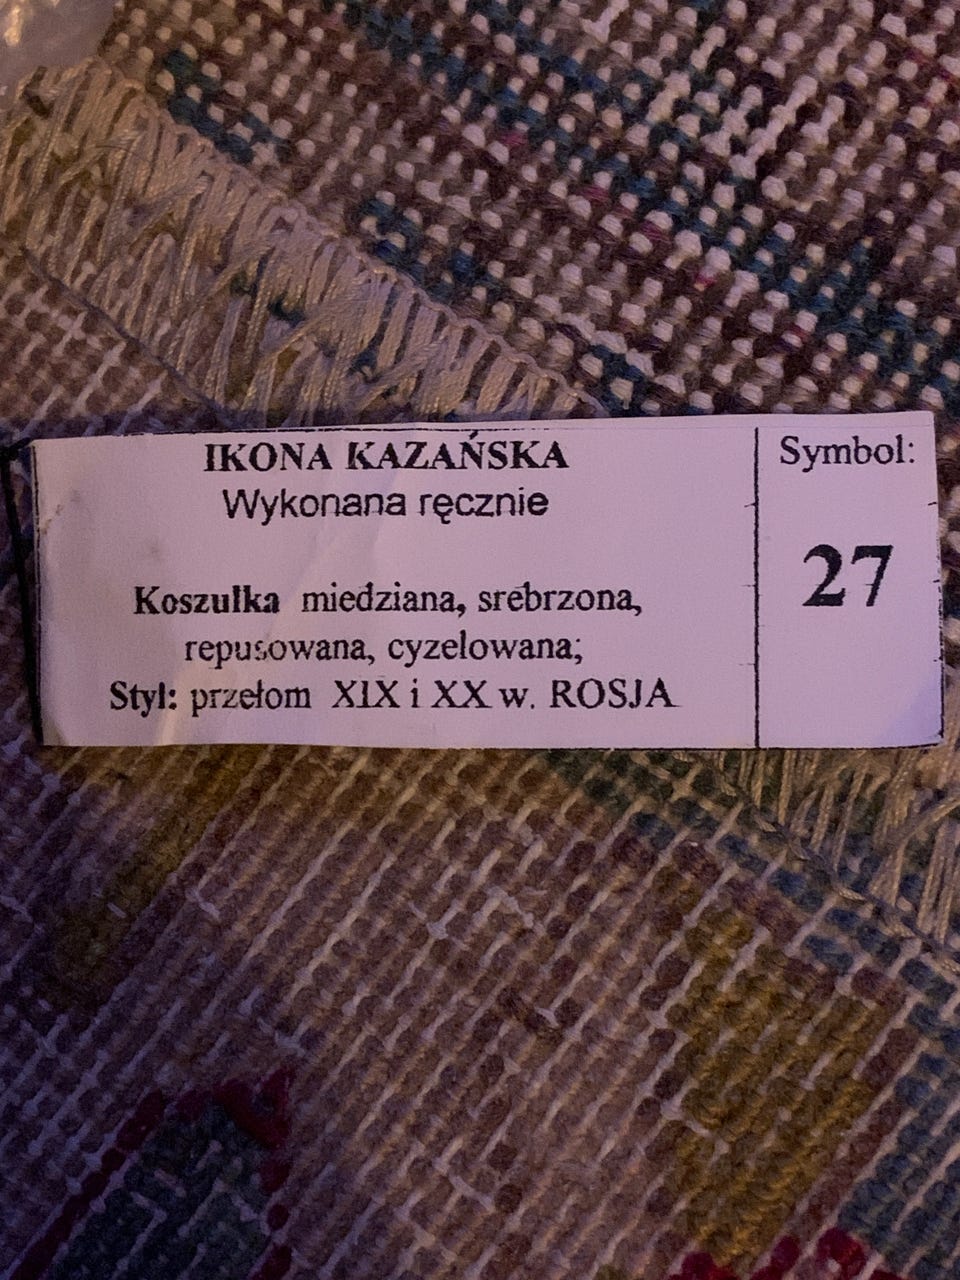 IKONA KAZAŃSKA
Wykonana ręcznie
Koszulka miedziana, srebrzona,
repusowana, cyzelowana;
Styl: przełom XIX i XX w. ROSJA
Symbol:
27